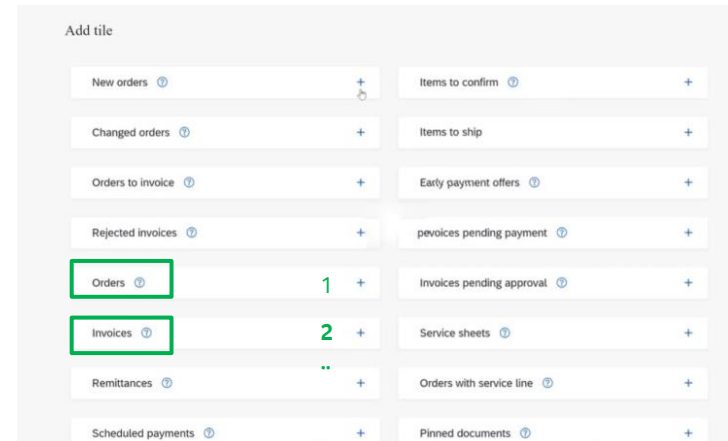 Add tile
New orders ? +
Items to confirm ? +
Changed orders ? +
Items to ship +
Orders to invoice ? +
Early payment offers ? +
Rejected invoices ? +
pevoices pending payment ? +
Orders ? 1 +
Invoices pending approval ? +
Invoices ? 2 +
Service sheets ? +
..
Remittances ? +
Orders with service line ? +
Scheduled payments ? +
Pinned documents ? +